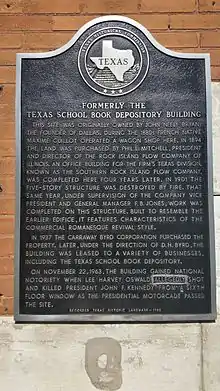 TEXAS
FORMERLY THE
TEXAS SCHOOL BOOK DEPOSITORY BUILDING
THIS SITE WAS ORIGINALLY OWNED BY JOHN NEELY BRYAN,
THE FOUNDER OF DALLAS. DURING THE 1880s FRENCH NATIVE
MAXIME GUILLOT OPERATED A WAGON SHOP HERE. IN 1894
THE LAND WAS PURCHASED BY PHIL L. MITCHELL, PRESIDENT
AND DIRECTOR OF THE ROCK ISLAND PLOW COMPANY OF
ILLINOIS. AN OFFICE BUILDING FOR THE FIRM'S TEXAS DIVISION,
KNOWN AS THE SOUTHERN ROCK ISLAND PLOW COMPANY,
WAS COMPLETED HERE FOUR YEARS LATER. IN 1901 THE
FIVE-STORY STRUCTURE WAS DESTROYED BY FIRE. THAT
SAME YEAR, UNDER SUPERVISION OF THE COMPANY VICE
PRESIDENT AND GENERAL MANAGER F. B. JONES, WORK WAS
COMPLETED ON THIS STRUCTURE. BUILT TO RESEMBLE THE
EARLIER EDIFICE, IT FEATURES CHARACTERISTICS OF THE
COMMERCIAL ROMANESQUE REVIVAL STYLE.
IN 1937 THE CARRAWAY BYRD CORPORATION PURCHASED THE
PROPERTY. LATER, UNDER THE DIRECTION OF D. H. BYRD, THE
BUILDING WAS LEASED TO A VARIETY OF BUSINESSES,
INCLUDING THE TEXAS SCHOOL BOOK DEPOSITORY.
ON NOVEMBER 22, 1963, THE BUILDING GAINED NATIONAL
NOTORIETY WHEN LEE HARVEY OSWALD ALLEGEDLY SHOT
AND KILLED PRESIDENT JOHN F. KENNEDY FROM A SIXTH
FLOOR WINDOW AS THE PRESIDENTIAL MOTORCADE PASSED
THE SITE.
RECORDED TEXAS HISTORIC LANDMARK - 1980